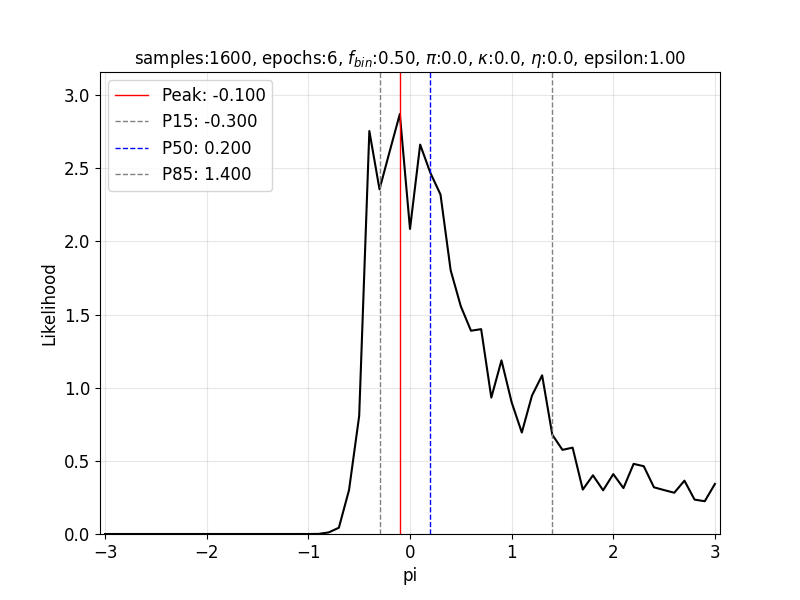 samples:1600, epochs:6, f_bin:0.50, π:0.0, κ:0.0, η:0.0, epsilon:1.00
Peak: -0.100
P15: -0.300
P50: 0.200
P85: 1.400
3.0
2.5
2.0
1.5
1.0
0.5
0.0
Likelihood
−3 −2 −1 0 1 2 3
pi